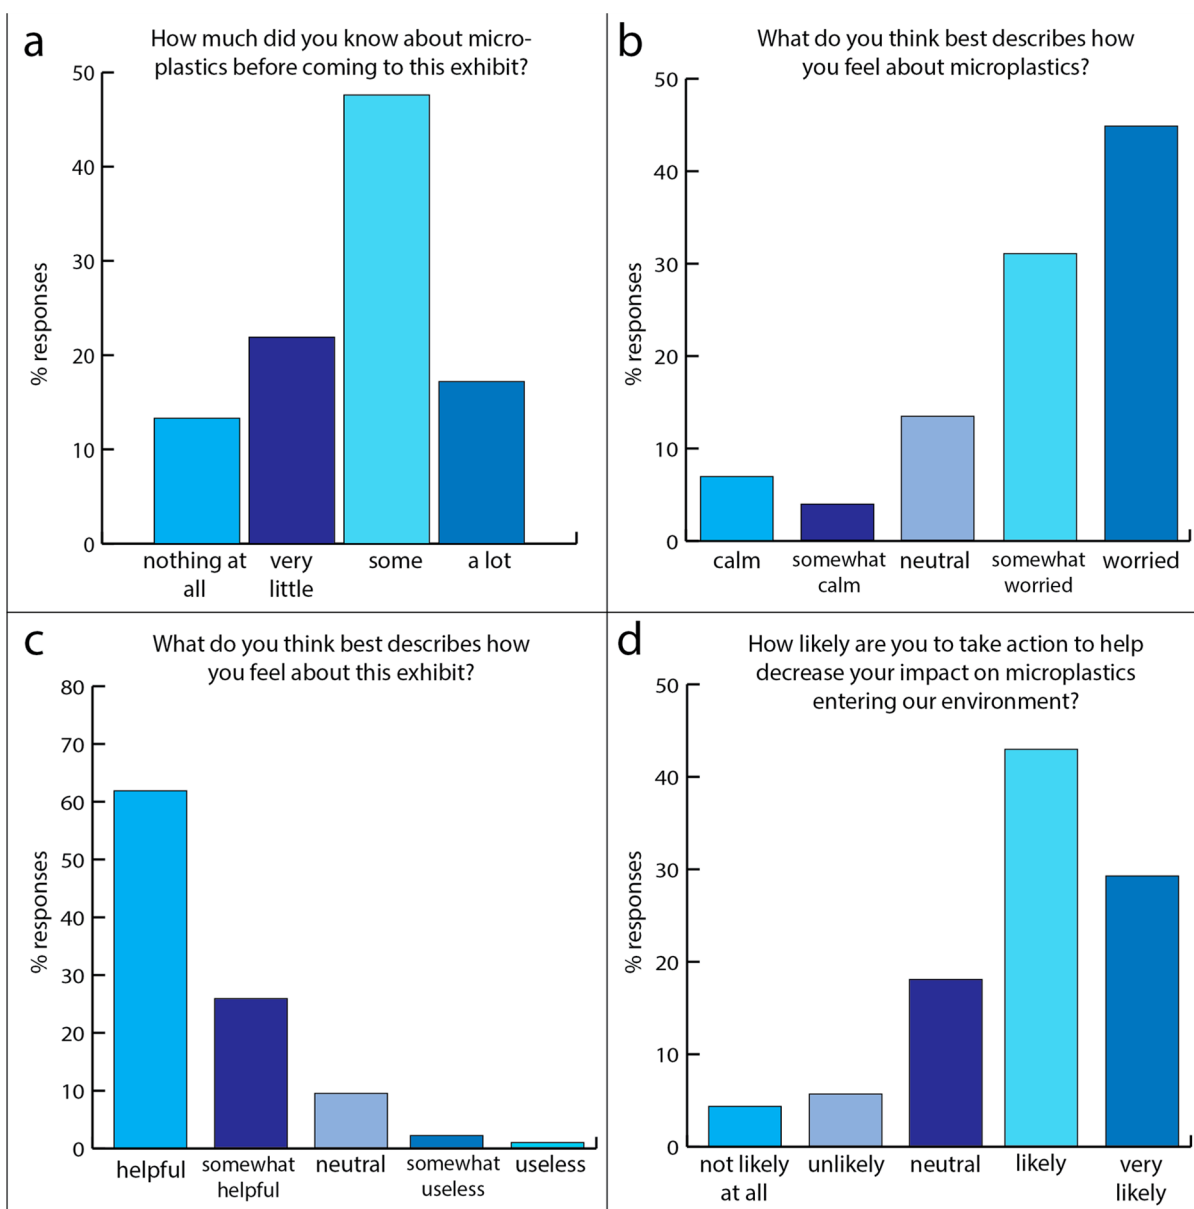 a
How much did you know about micro-
plastics before coming to this exhibit?
50
40
30
20
10
0
% responses
nothing at
all
very
little
some
a lot
b
What do you think best describes how
you feel about microplastics?
50
40
30
20
10
0
% responses
calm
somewhat
calm
neutral
somewhat
worried
worried
c
What do you think best describes how
you feel about this exhibit?
80
70
60
50
40
30
20
10
0
% responses
helpful
somewhat
helpful
neutral
somewhat
useless
useless
d
How likely are you to take action to help
decrease your impact on microplastics
entering our environment?
50
40
30
20
10
0
% responses
not likely
at all
unlikely
neutral
likely
very
likely